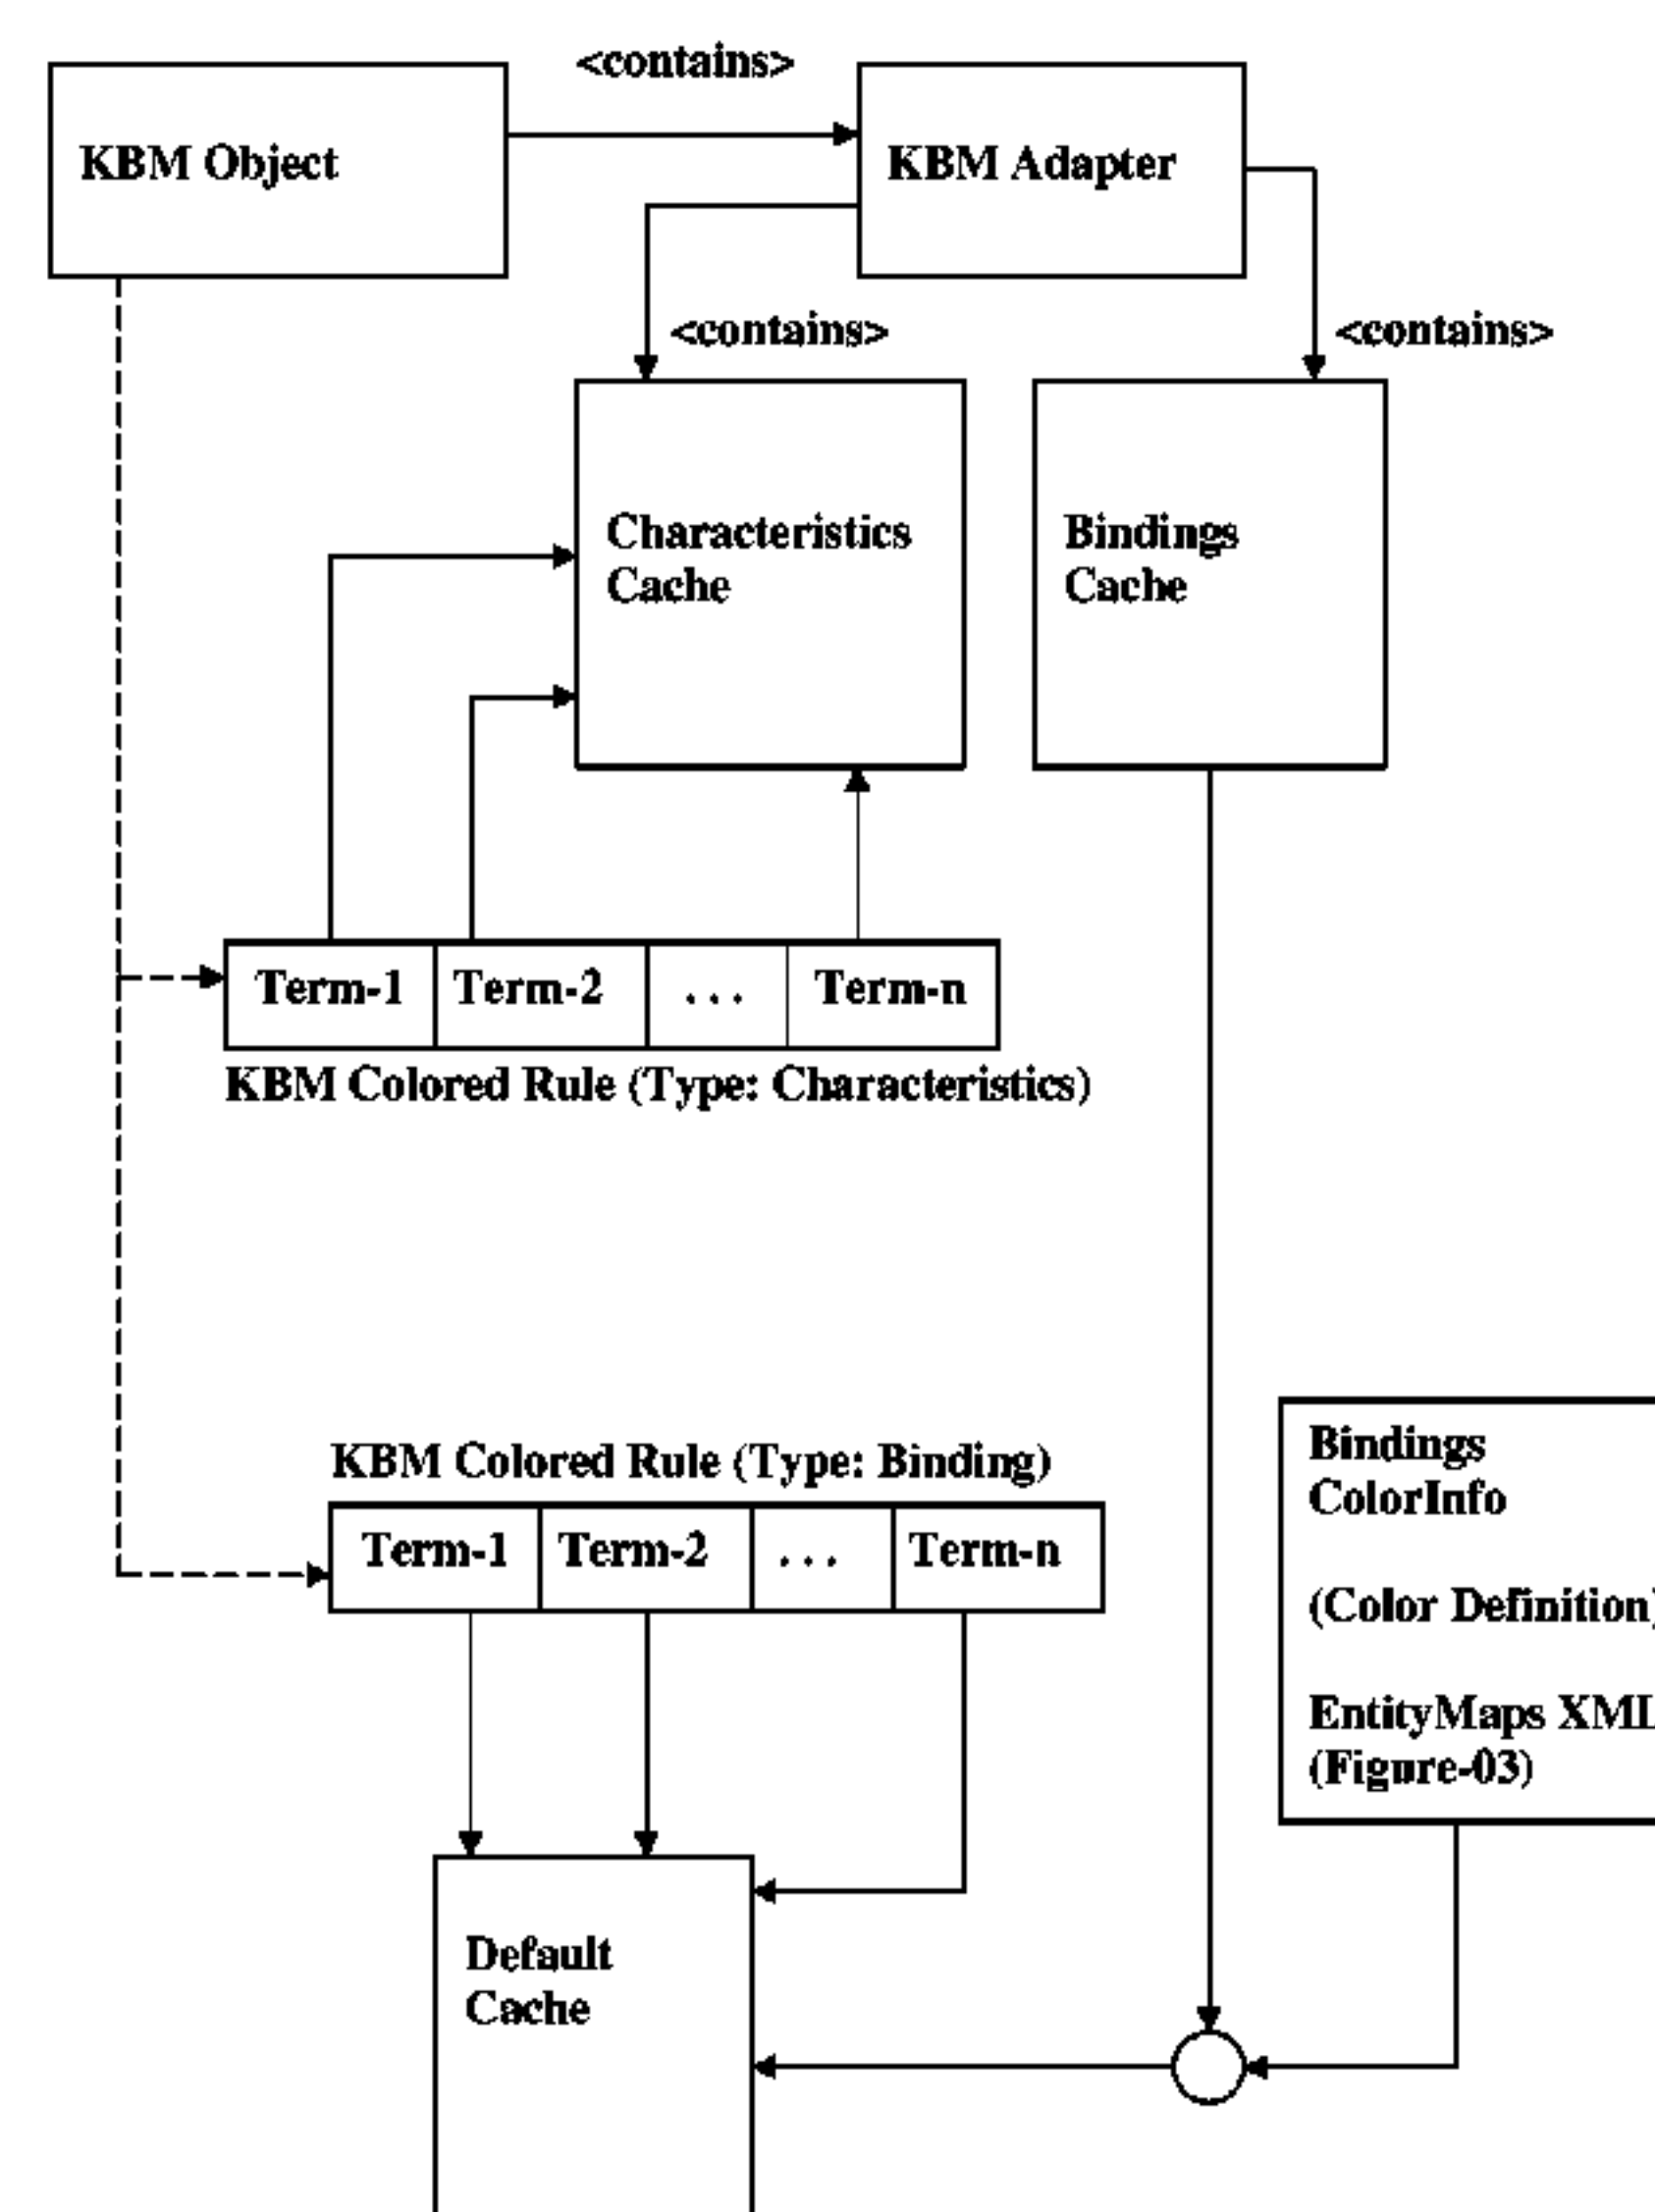 <contains>
KBM Object
KBM Adapter
<contains>
<contains>
Characteristics
Cache
Bindings
Cache
Term-1 Term-2 ... Term-n
KBM Colored Rule (Type: Characteristics)
Bindings
ColorInfo
(Color Definition)
EntityMaps XML
(Figure-03)
KBM Colored Rule (Type: Binding)
Term-1 Term-2 ... Term-n
Default
Cache